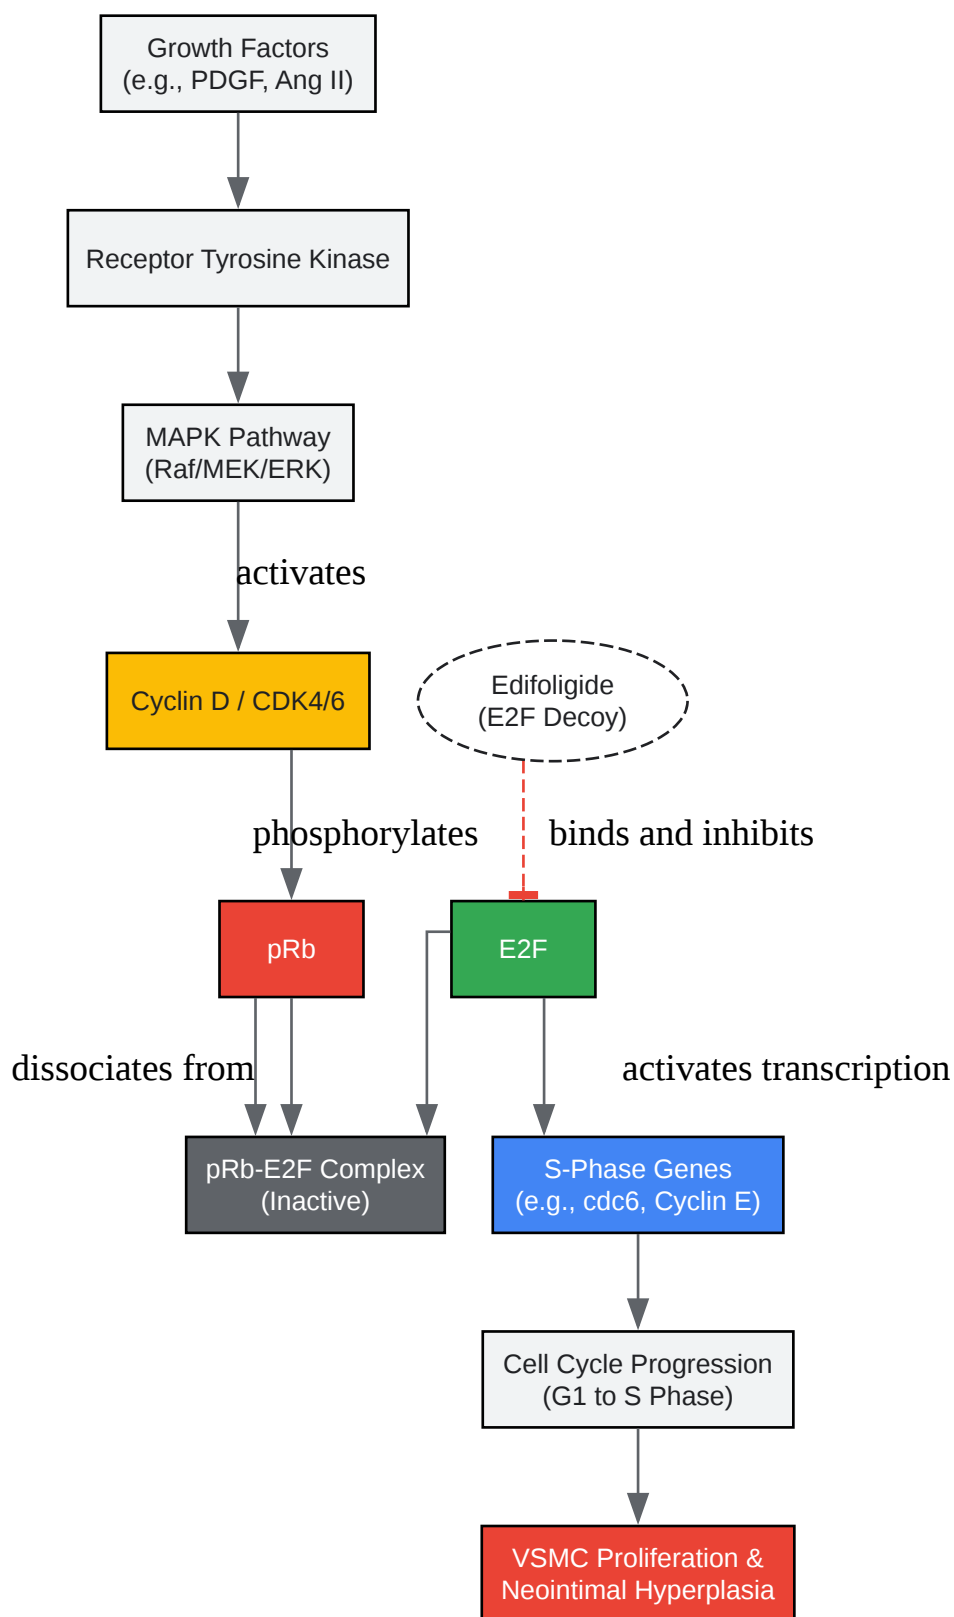 Growth Factors
(e.g., PDGF, Ang II)
Receptor Tyrosine Kinase
MAPK Pathway
(Raf/MEK/ERK)
activates
Cyclin D / CDK4/6
Edifoligide
(E2F Decoy)
phosphorylates
binds and inhibits
pRb
E2F
dissociates from
activates transcription
pRb-E2F Complex
(Inactive)
S-Phase Genes
(e.g., cdc6, Cyclin E)
Cell Cycle Progression
(G1 to S Phase)
VSMC Proliferation &
Neointimal Hyperplasia